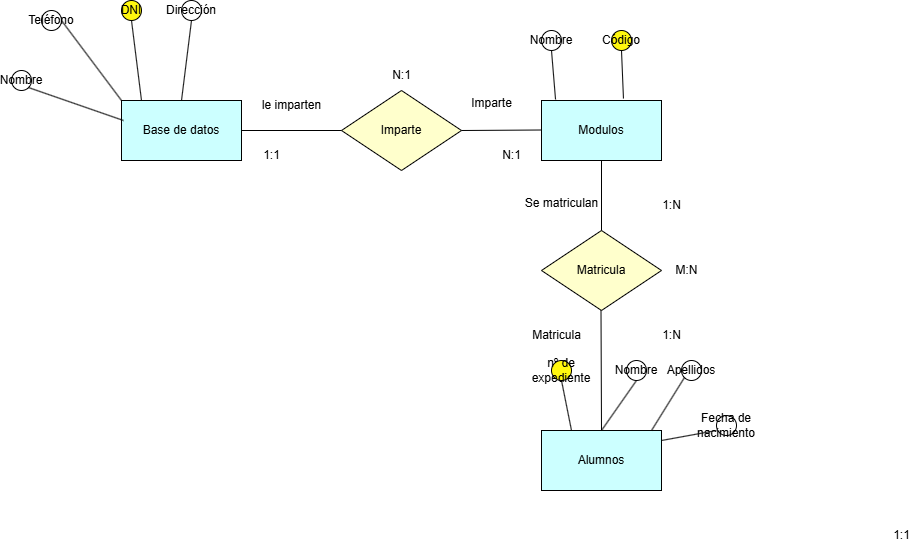 Teléfono
DNI
Dirección
Nombre
Nombre
Código
N:1
le imparten
Imparte
Base de datos
Imparte
Modulos
1:1
N:1
Se matriculan
1:N
Matricula
M:N
Matricula
1:N
nº de
expediente
Nombre
Apellidos
Fecha de
nacimiento
Alumnos
1:1